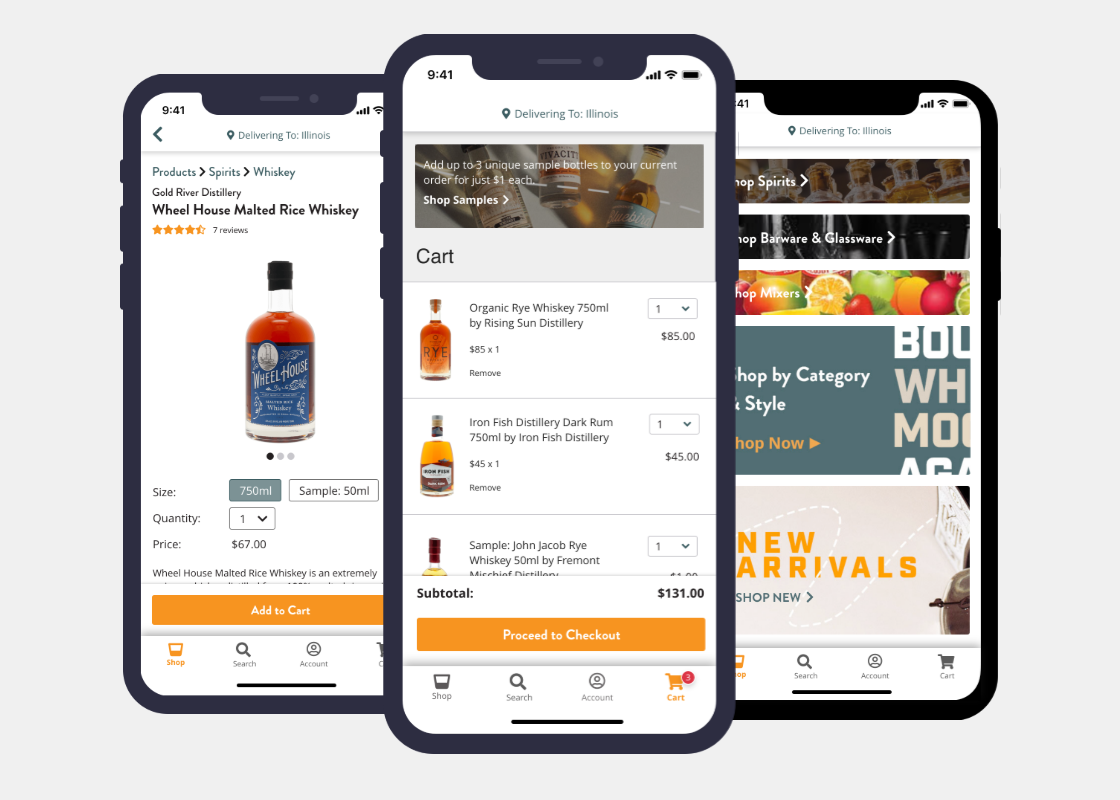 9:41
Delivering To: Illinois
Products > Spirits > Whiskey
Gold River Distillery
Wheel House Malted Rice Whiskey
7 reviews
WHEEL HOUSE
MALTED RICE
Whiskey
Size:
750ml
Sample: 50ml
Quantity:
1
Price:
$67.00
Wheel House Malted Rice Whiskey is an extremely
Add to Cart
Shop
Search
Account
9:41
Delivering To: Illinois
Add up to 3 unique sample bottles to your current
order for just $1 each.
Shop Samples >
Cart
RYE
Organic Rye Whiskey 750ml
by Rising Sun Distillery
$85 x 1
Remove
1
$85.00
IRON FISH
Iron Fish Distillery Dark Rum
750ml by Iron Fish Distillery
$45 x 1
Remove
1
$45.00
Sample: John Jacob Rye
Whiskey 50ml by Fremont
Mischief Distillery
1
$1.00
Subtotal:
$131.00
Proceed to Checkout
Shop
Search
Account
3
Cart
:41
Delivering To: Illinois
hop Spirits >
hop Barware & Glassware >
hop Mixers >
hop by Category
& Style
hop Now ▶
BOU
WH
MOO
AGA
NEW
ARRIVALS
SHOP NEW >
op
Search
Account
Cart